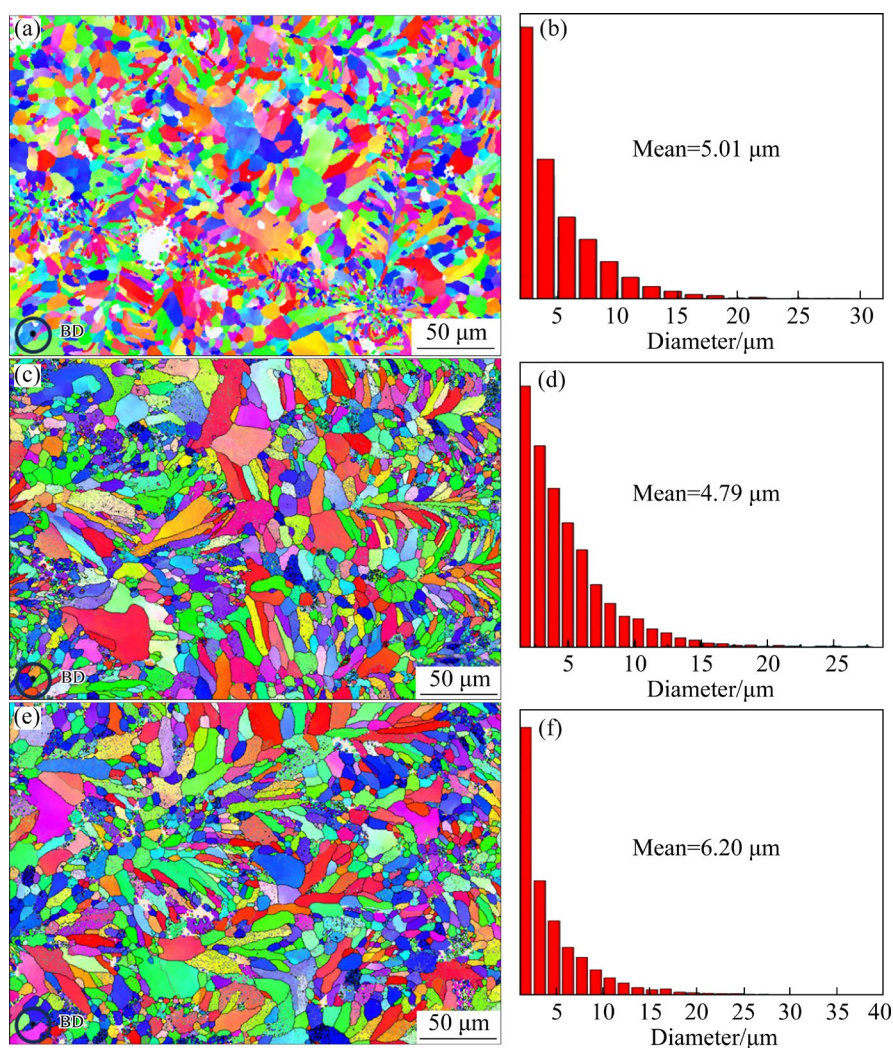 (a)
BD
50 μm
(b)
Mean=5.01 μm
5 10 15 20 25 30
Diameter/μm
(c)
BD
50 μm
(d)
Mean=4.79 μm
5 10 15 20 25
Diameter/μm
(e)
BD
50 μm
(f)
Mean=6.20 μm
5 10 15 20 25 30 35 40
Diameter/μm